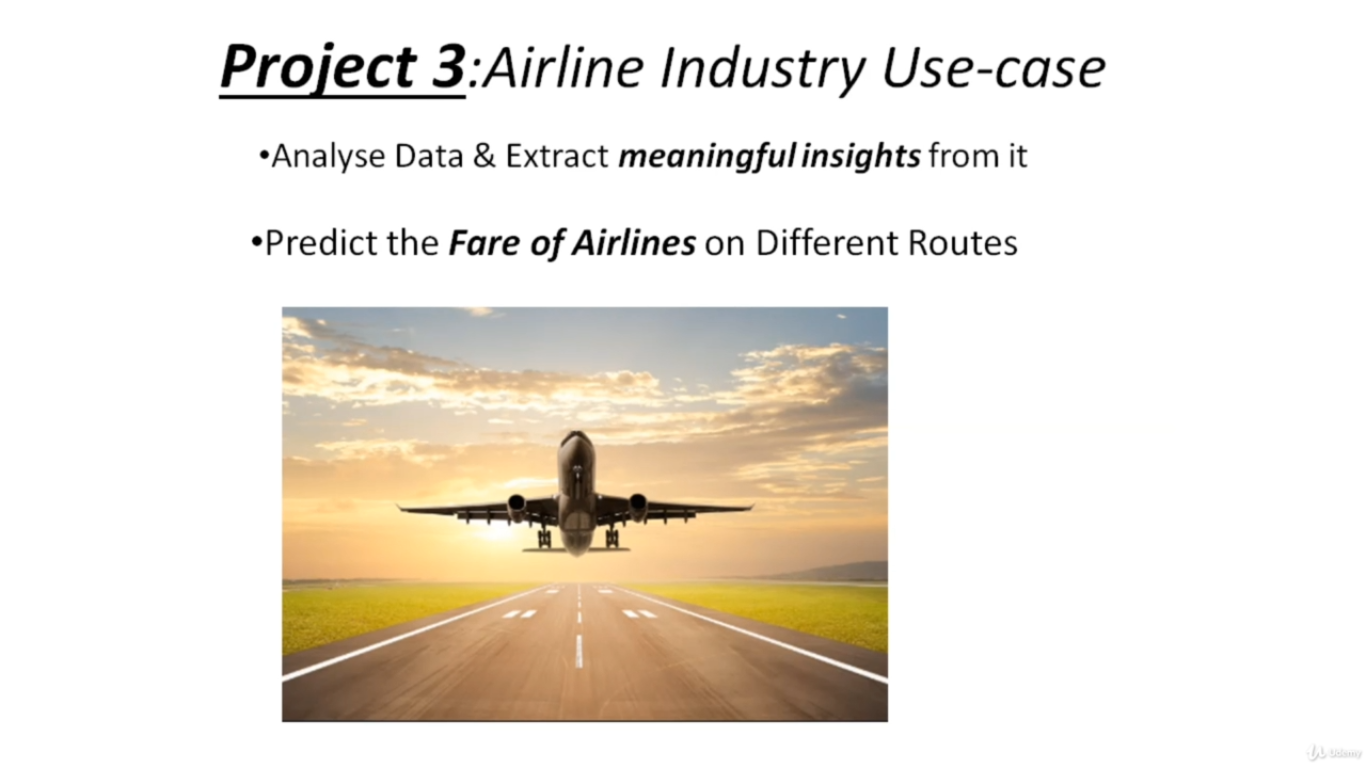 Project 3:Airline Industry Use-case
•Analyse Data & Extract meaningful insights from it
•Predict the Fare of Airlines on Different Routes
Udemy